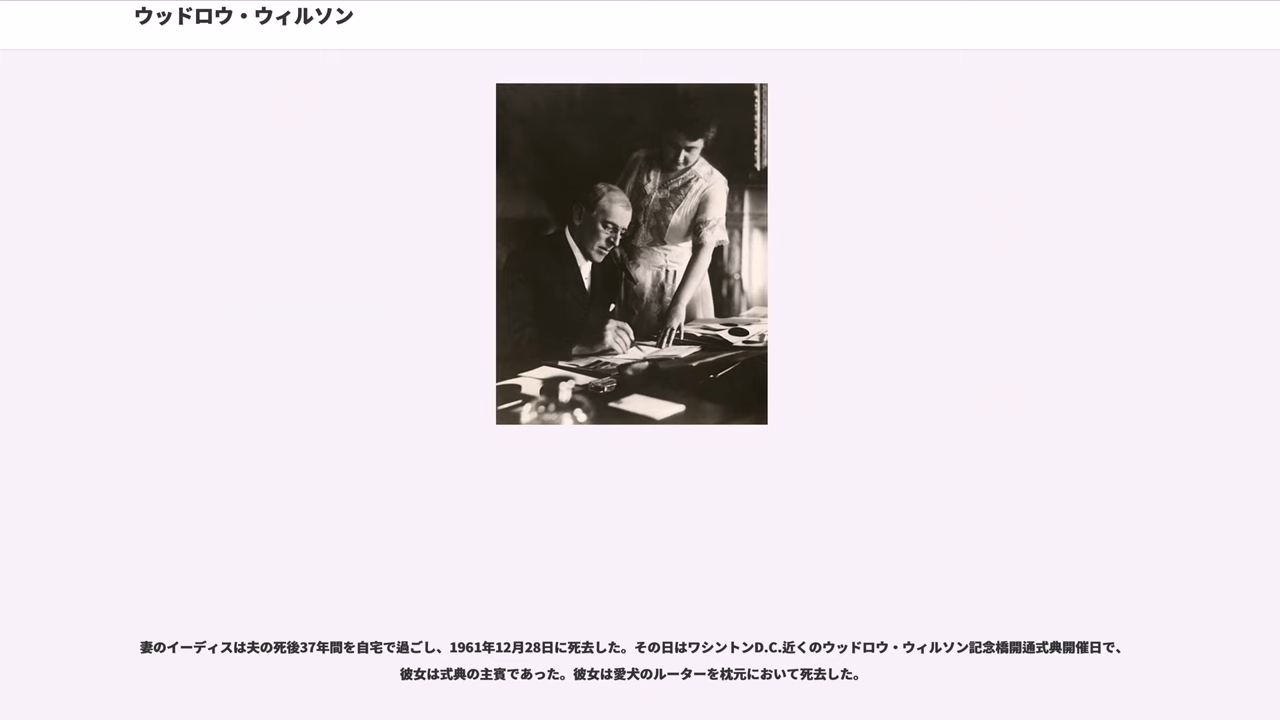 ウッドロウ・ウィルソン
妻のイーディスは夫の死後37年間を自宅で過ごし、1961年12月28日に死去した。その日はワシントンD.C.近くのウッドロウ・ウィルソン記念橋開通式典開催日で、
彼女は式典の主賓であった。彼女は愛犬のルーターを枕元において死去した。